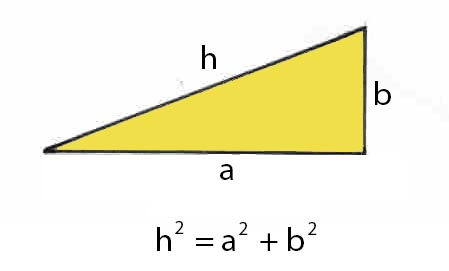 h
b
a
h² = a² + b²